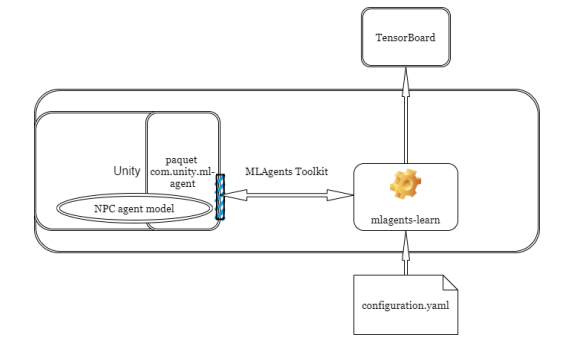 TensorBoard
paquet
com.unity.ml-
agent
Unity
MLAgents Toolkit
NPC agent model
mlagents-learn
configuration.yaml